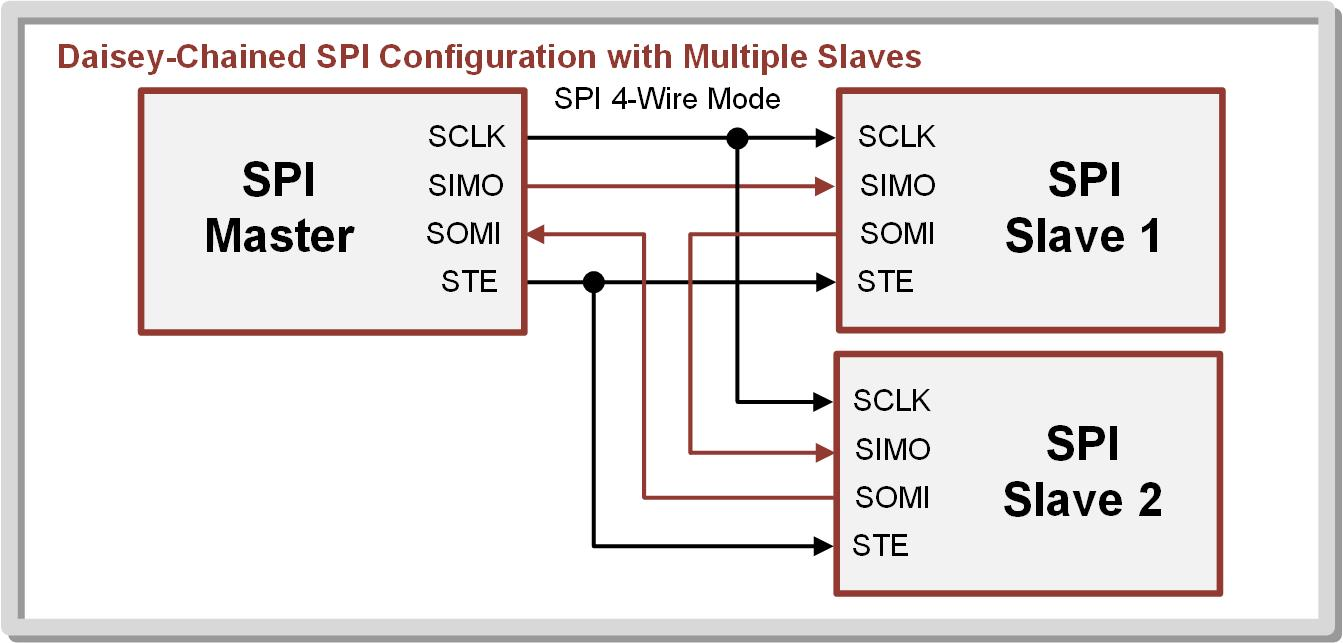 Daisey-Chained SPI Configuration with Multiple Slaves
SPI 4-Wire Mode
SPI
Master
SCLK
SIMO
SOMI
STE
SCLK
SIMO
SOMI
STE
SPI
Slave 1
SCLK
SIMO
SOMI
STE
SPI
Slave 2